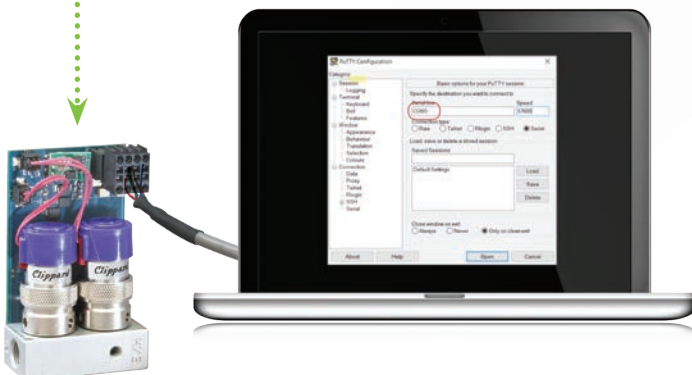 PuTTY Configuration
Category:
Session
Logging
Terminal
Keyboard
Bell
Features
Window
Appearance
Behaviour
Translation
Selection
Colours
Connection
Data
Proxy
Telnet
Rlogin
SSH
Serial
Basic options for your PuTTY session
Specify the destination you want to connect to
Serial line
Speed
57600
Connection type:
Raw Telnet Rlogin SSH Serial
Load, save or delete a stored session
Saved Sessions
Default Settings
Load
Save
Delete
Close window on exit:
Always Never Only on clean exit
About Help Open Cancel
Clippard
Clippard